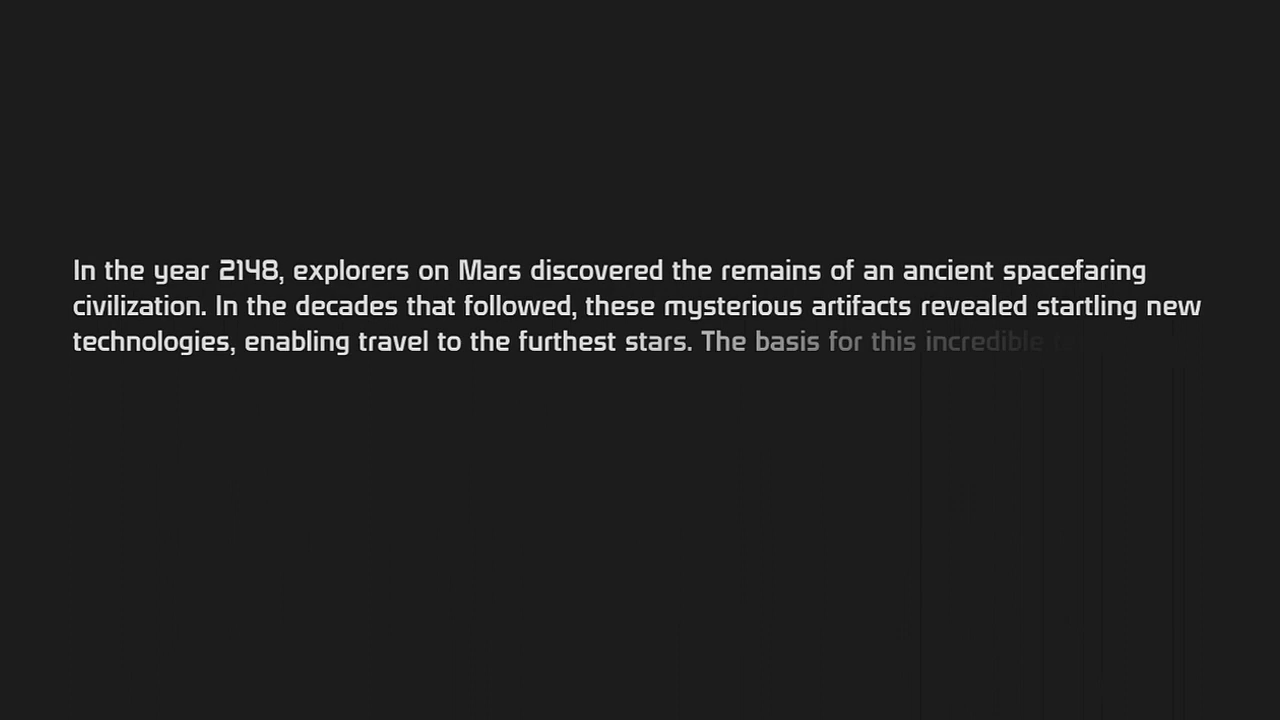 In the year 2148, explorers on Mars discovered the remains of an ancient spacefaring
civilization. In the decades that followed, these mysterious artifacts revealed startling new
technologies, enabling travel to the furthest stars. The basis for this incredible